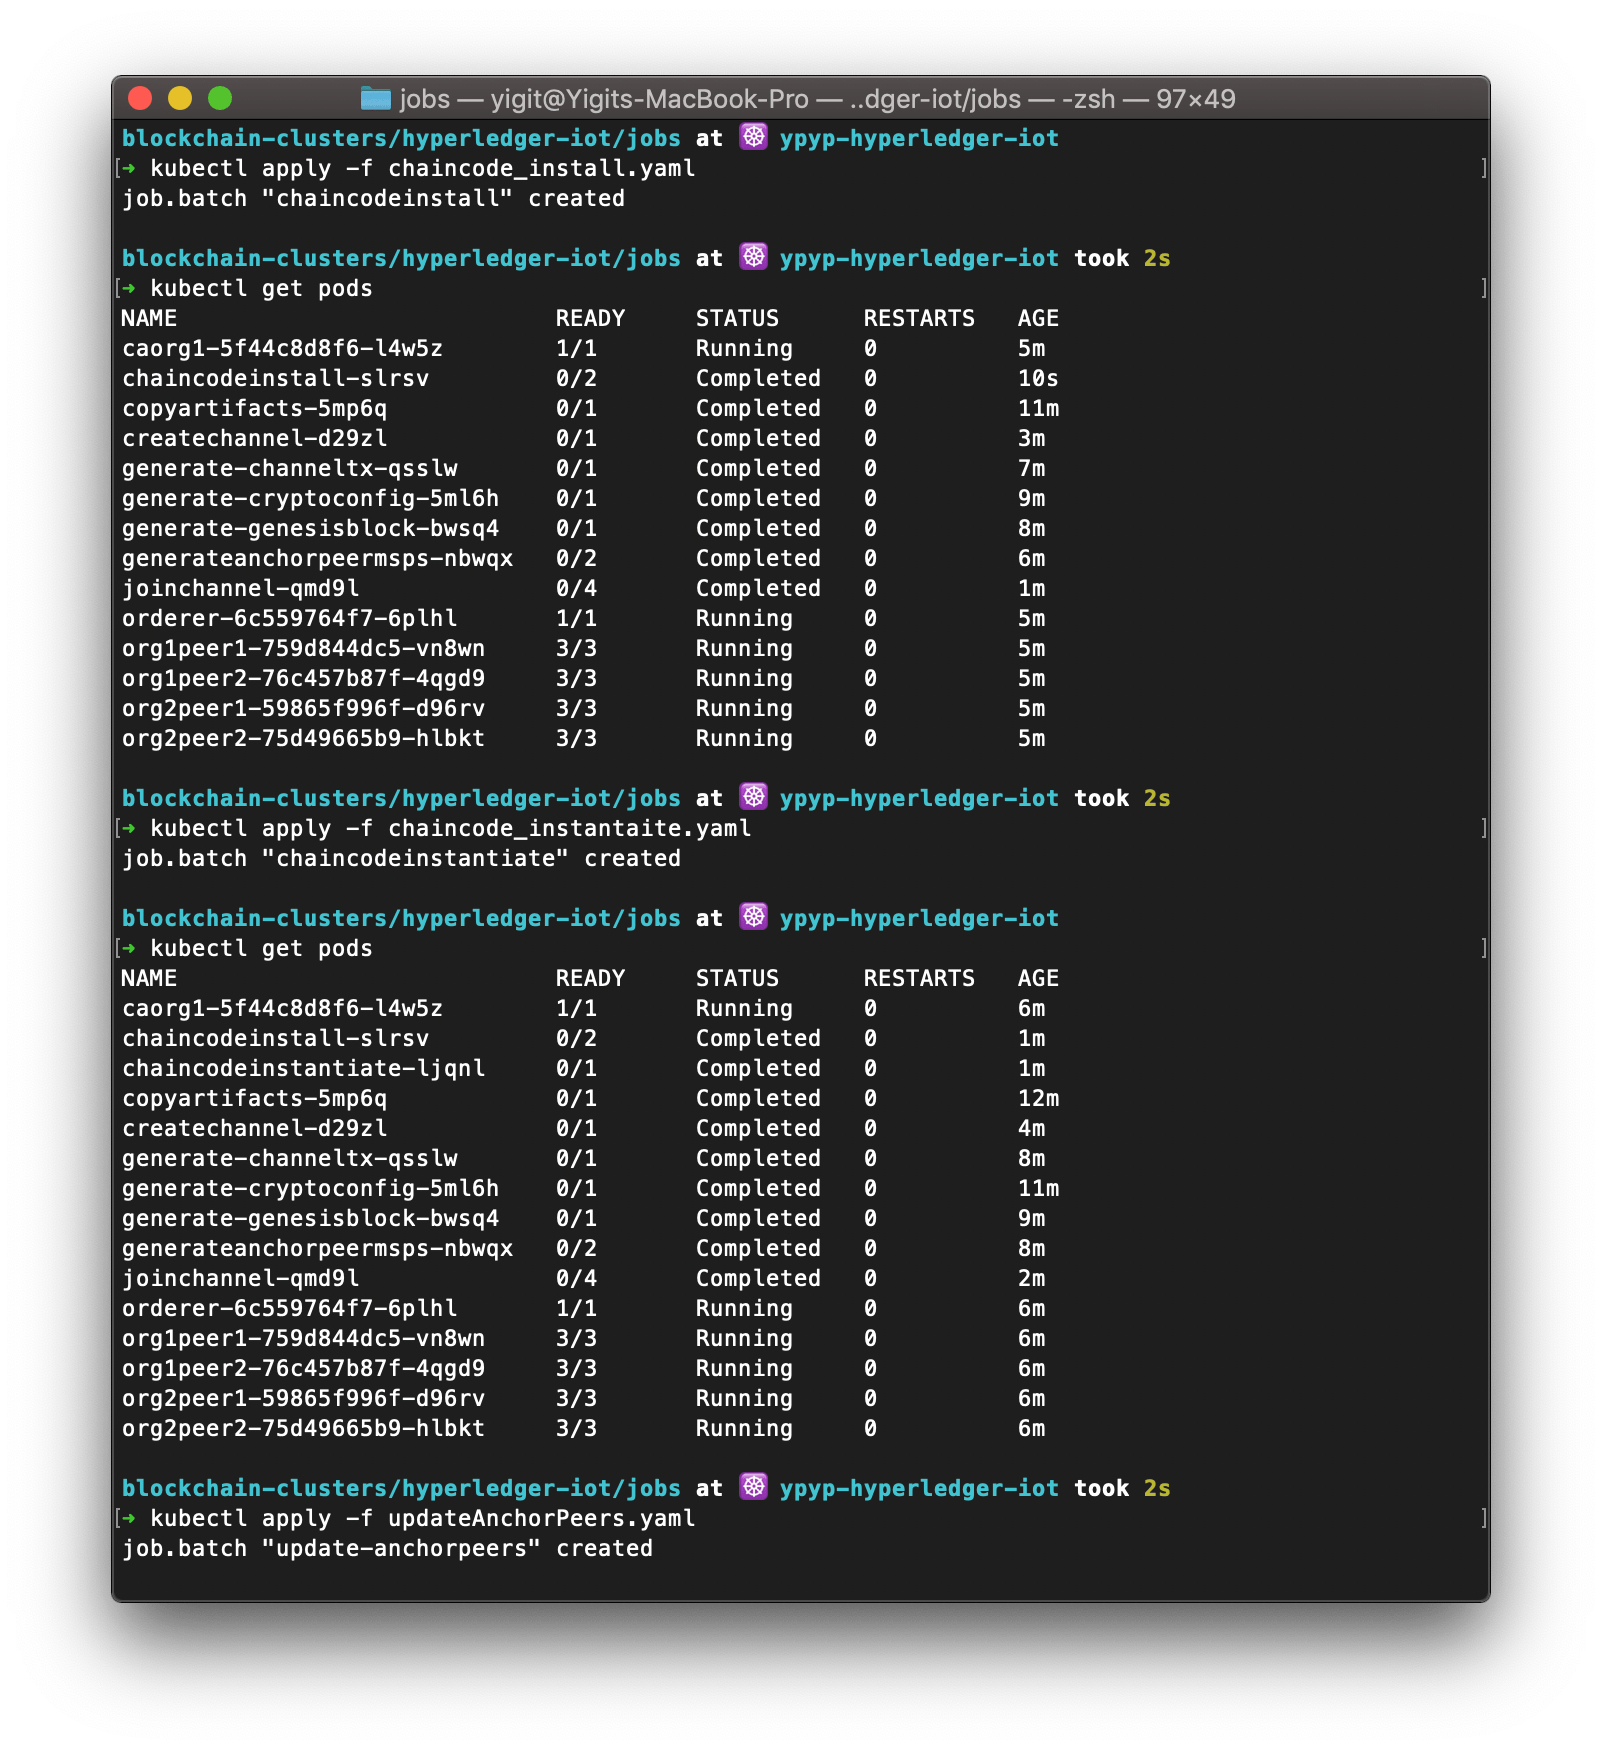 jobs — yigit@Yigits-MacBook-Pro — ..dger-iot/jobs — -zsh — 97×49
blockchain-clusters/hyperledger-iot/jobs at ☸ ypyp-hyperledger-iot
[➜ kubectl apply -f chaincode_install.yaml ]
job.batch "chaincodeinstall" created
blockchain-clusters/hyperledger-iot/jobs at ☸ ypyp-hyperledger-iot took 2s
[➜ kubectl get pods ]
NAME READY STATUS RESTARTS AGE
caorg1-5f44c8d8f6-l4w5z 1/1 Running 0 5m
chaincodeinstall-slrsv 0/2 Completed 0 10s
copyartifacts-5mp6q 0/1 Completed 0 11m
createchannel-d29zl 0/1 Completed 0 3m
generate-channeltx-qsslw 0/1 Completed 0 7m
generate-cryptoconfig-5ml6h 0/1 Completed 0 9m
generate-genesisblock-bwsq4 0/1 Completed 0 8m
generateanchorpeermsps-nbwqx 0/2 Completed 0 6m
joinchannel-qmd9l 0/4 Completed 0 1m
orderer-6c559764f7-6plhl 1/1 Running 0 5m
org1peer1-759d844dc5-vn8wn 3/3 Running 0 5m
org1peer2-76c457b87f-4qgd9 3/3 Running 0 5m
org2peer1-59865f996f-d96rv 3/3 Running 0 5m
org2peer2-75d49665b9-hlbkt 3/3 Running 0 5m
blockchain-clusters/hyperledger-iot/jobs at ☸ ypyp-hyperledger-iot took 2s
[➜ kubectl apply -f chaincode_instantaite.yaml ]
job.batch "chaincodeinstantiate" created
blockchain-clusters/hyperledger-iot/jobs at ☸ ypyp-hyperledger-iot
[➜ kubectl get pods ]
NAME READY STATUS RESTARTS AGE
caorg1-5f44c8d8f6-l4w5z 1/1 Running 0 6m
chaincodeinstall-slrsv 0/2 Completed 0 1m
chaincodeinstantiate-ljqnl 0/1 Completed 0 1m
copyartifacts-5mp6q 0/1 Completed 0 12m
createchannel-d29zl 0/1 Completed 0 4m
generate-channeltx-qsslw 0/1 Completed 0 8m
generate-cryptoconfig-5ml6h 0/1 Completed 0 11m
generate-genesisblock-bwsq4 0/1 Completed 0 9m
generateanchorpeermsps-nbwqx 0/2 Completed 0 8m
joinchannel-qmd9l 0/4 Completed 0 2m
orderer-6c559764f7-6plhl 1/1 Running 0 6m
org1peer1-759d844dc5-vn8wn 3/3 Running 0 6m
org1peer2-76c457b87f-4qgd9 3/3 Running 0 6m
org2peer1-59865f996f-d96rv 3/3 Running 0 6m
org2peer2-75d49665b9-hlbkt 3/3 Running 0 6m
blockchain-clusters/hyperledger-iot/jobs at ☸ ypyp-hyperledger-iot took 2s
[➜ kubectl apply -f updateAnchorPeers.yaml ]
job.batch "update-anchorpeers" created